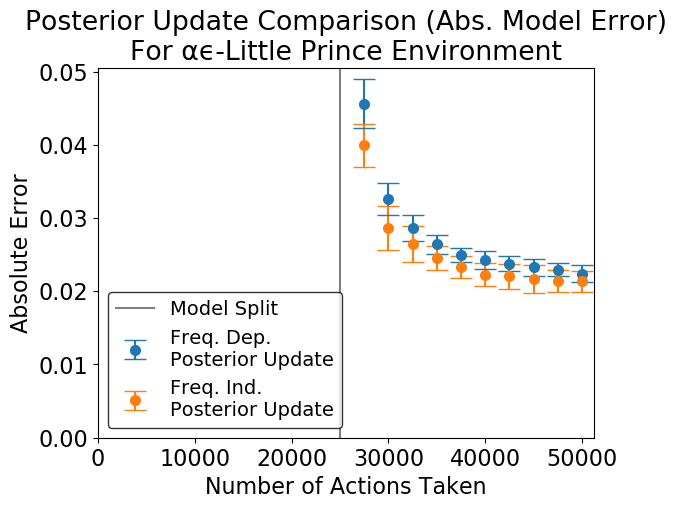 Posterior Update Comparison (Abs. Model Error)
For αϵ-Little Prince Environment
Absolute Error
0.05
0.04
0.03
0.02
0.01
0.00
Model Split
Freq. Dep.
Posterior Update
Freq. Ind.
Posterior Update
0 10000 20000 30000 40000 50000
Number of Actions Taken